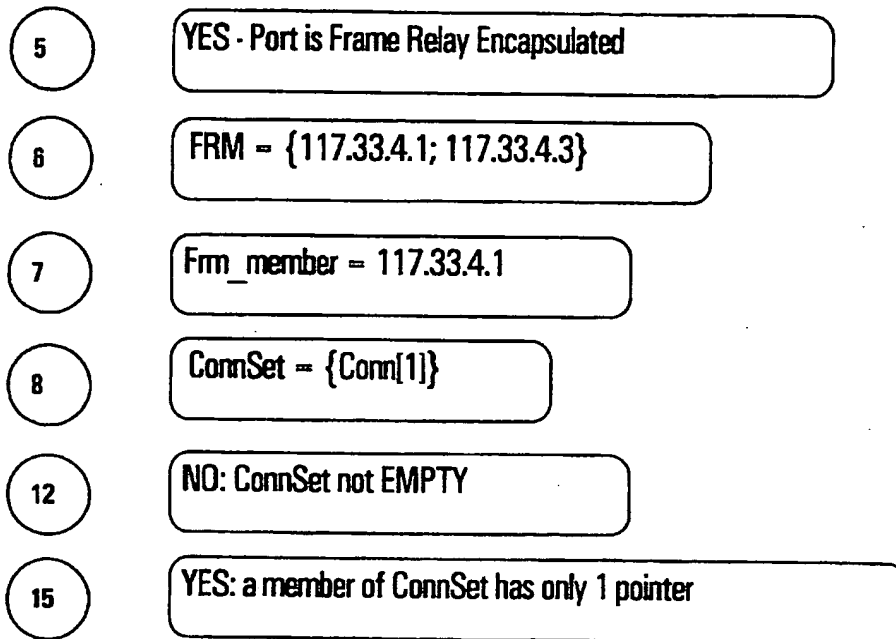 5
YES - Port is Frame Relay Encapsulated
6
FRM = {117.33.4.1; 117.33.4.3}
7
Frm_member = 117.33.4.1
8
ConnSet = {Conn[1]}
12
NO: ConnSet not EMPTY
15
YES: a member of ConnSet has only 1 pointer